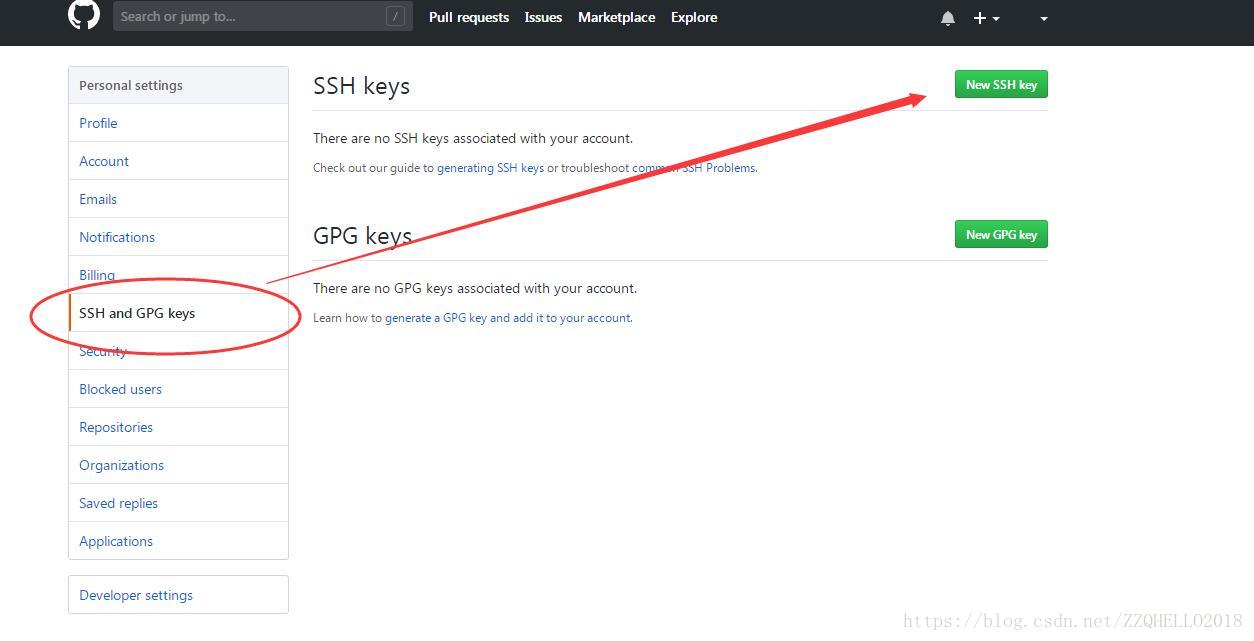 Search or jump to... /
Pull requests Issues Marketplace Explore
Personal settings
Profile
Account
Emails
Notifications
Billing
SSH and GPG keys
Security
Blocked users
Repositories
Organizations
Saved replies
Applications
Developer settings
SSH keys
New SSH key
There are no SSH keys associated with your account.
Check out our guide to generating SSH keys or troubleshoot common SSH Problems.
GPG keys
New GPG key
There are no GPG keys associated with your account.
Learn how to generate a GPG key and add it to your account.
https://blog.csdn.net/ZZQHELLO2018